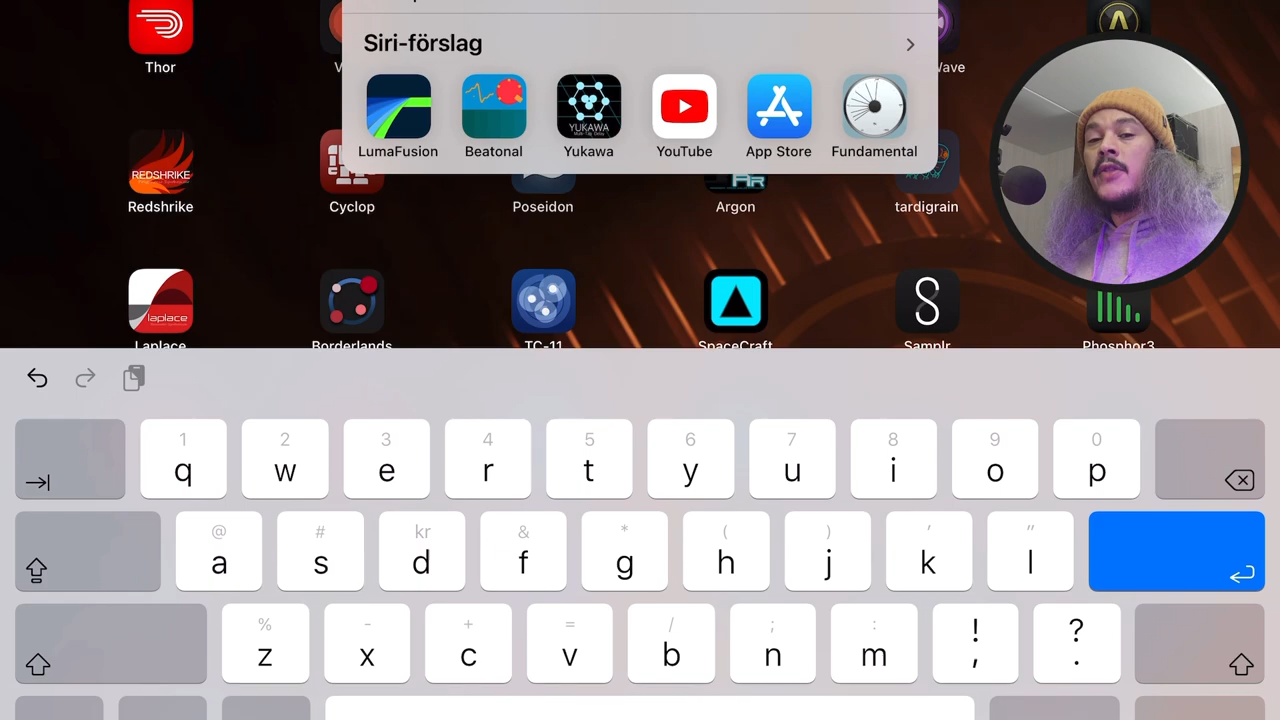 Siri-förslag
Thor
Wave
YUKAWA
LumaFusion
Beatonal
Yukawa
YouTube
App Store
Fundamental
REDSHRIKE
Redshrike
Cyclop
Poseidon
Argon
tardigrain
laplace
Laplace
Borderlands
TC-11
SpaceCraft
Samplr
Phosphor3
1 2 3 4 5 6 7 8 9 0
q w e r t y u i o p
@ # kr & * ( ) ' "
a s d f g h j k l
% - + = / ; : ! ?
z x c v b n m , .